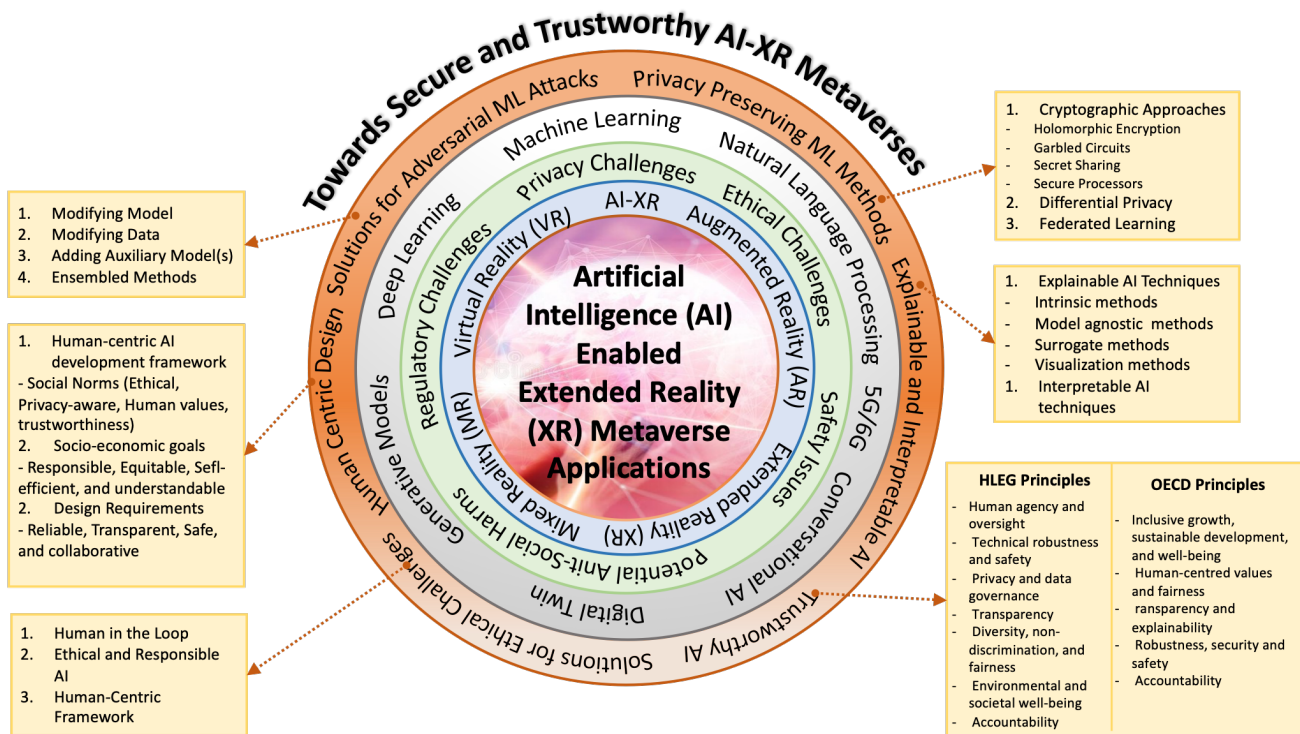 Towards Secure and Trustworthy AI-XR Metaverses
Solutions for Adversarial ML Attacks
Privacy Preserving ML Methods
Explainable and Interpretable AI
Trustworthy AI
Solutions for Ethical Challenges
Human Centric Design
Machine Learning
Natural Language Processing
5G/6G
Conversational AI
Digital Twin
Generative Models
Deep Learning
Privacy Challenges
Ethical Challenges
Safety Issues
Potential Anit-Social Harms
Regulatory Challenges
AI-XR
Augmented Reality (AR)
Extended Reality (XR)
Mixed Reality (MR)
Virtual Reality (VR)
Artificial
Intelligence (AI)
Enabled
Extended Reality
(XR) Metaverse
Applications
1. Modifying Model
2. Modifying Data
3. Adding Auxiliary Model(s)
4. Ensembled Methods
1. Human-centric AI
development framework
- Social Norms (Ethical,
Privacy-aware, Human values,
trustworthiness)
2. Socio-economic goals
- Responsible, Equitable, Sefl-
efficient, and understandable
2. Design Requirements
- Reliable, Transparent, Safe,
and collaborative
1. Human in the Loop
2. Ethical and Responsible
AI
3. Human-Centric
Framework
1. Cryptographic Approaches
- Holomorphic Encryption
- Garbled Circuits
- Secret Sharing
- Secure Processors
2. Differential Privacy
3. Federated Learning
1. Explainable AI Techniques
- Intrinsic methods
- Model agnostic methods
- Surrogate methods
- Visualization methods
1. Interpretable AI
techniques
HLEG Principles
- Human agency and
oversight
- Technical robustness
and safety
- Privacy and data
governance
- Transparency
- Diversity, non-
discrimination, and
fairness
- Environmental and
societal well-being
- Accountability
OECD Principles
- Inclusive growth,
sustainable development,
and well-being
- Human-centred values
and fairness
- ransparency and
explainability
- Robustness, security and
safety
- Accountability